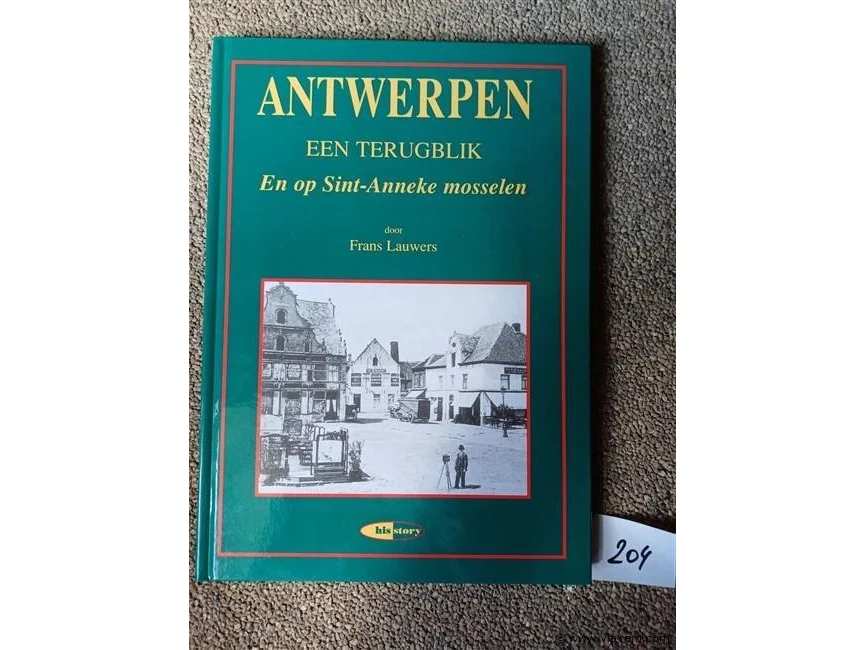 ANTWERPEN
EEN TERUGBLIK
En op Sint-Anneke mosselen
door
Frans Lauwers
his story
204